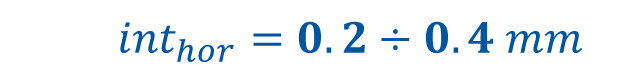 int_hor = 0.2 ÷ 0.4 mm